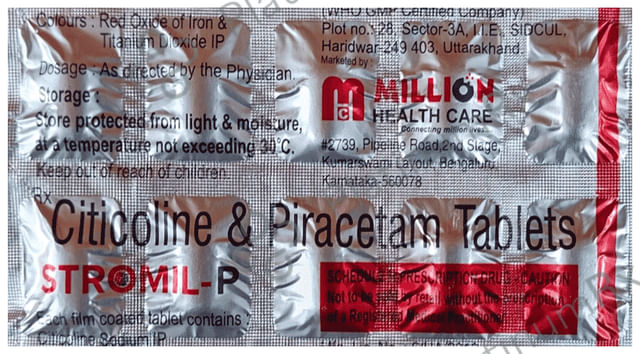 Colours : Red Oxide of Iron &
Titanium Dioxide IP
Dosage : As directed by the Physician.
Storage :
Store protected from light & moisture,
at a temperature not exceeding 30°C.
Keep out of reach of children.
(WHO GMP Certified Company)
Plot no.: 28, Sector-3A, I.I.E., SIDCUL,
Haridwar-249 403, Uttarakhand.
Marketed by :
MC MILLION
HEALTH CARE
Connecting million lives...
#2739, Pipeline Road,2nd Stage,
Kumarswami Layout, Bengaluru,
Karnataka-560078
Rx
Citicoline & Piracetam Tablets
STROMIL-P
SCHEDULE H PRESCRIPTION DRUG - CAUTION
Not to be sold by retail without the prescription
of a Registered Medical Practitioner.
Each film coated tablet contains :
Citicoline Sodium IP